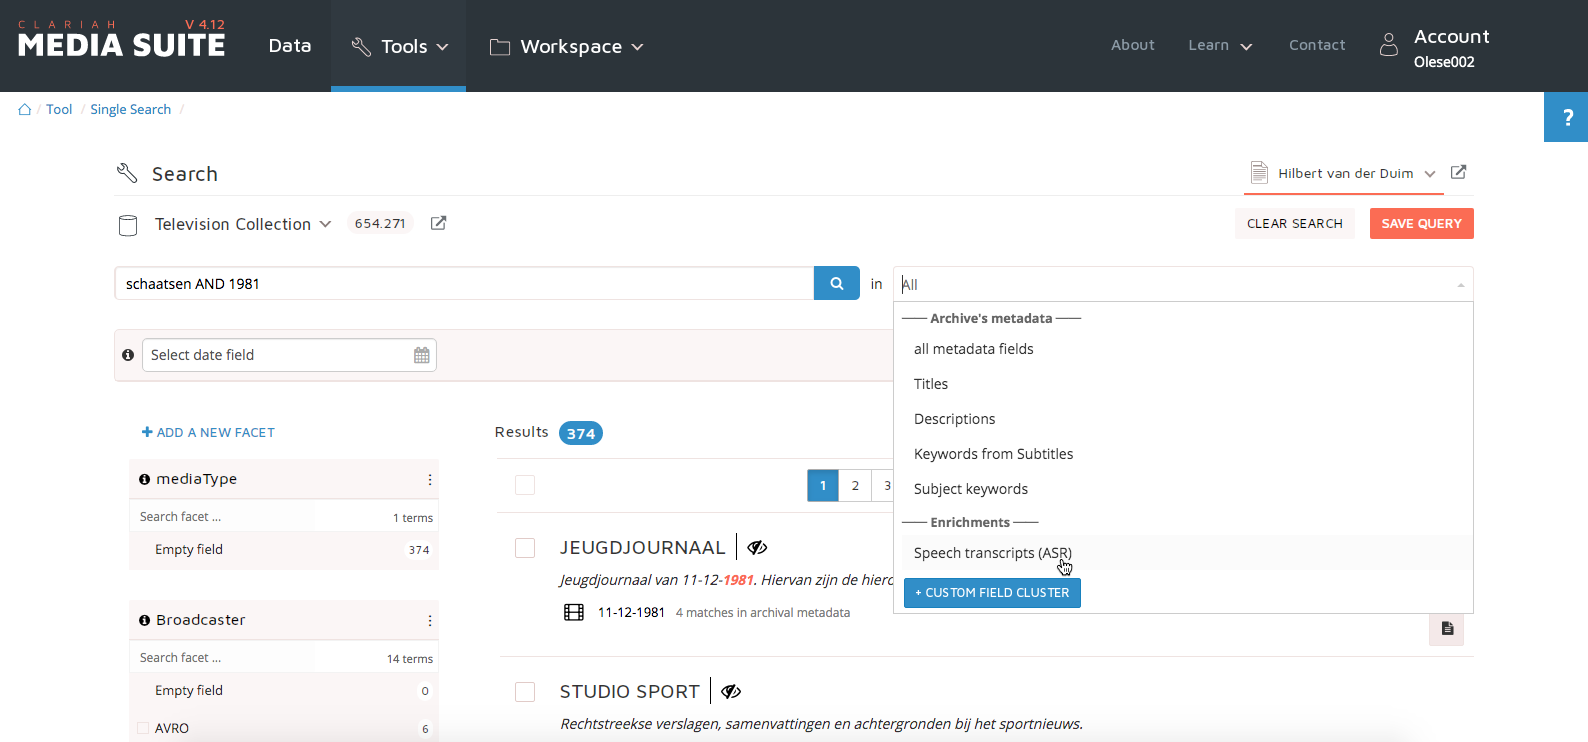 CLARIAH V 4.12
MEDIA SUITE
Data
Tools
Workspace
About
Learn
Contact
Account
Olese002
/ Tool / Single Search /
?
Search
Hilbert van der Duim
Television Collection 654.271
CLEAR SEARCH
SAVE QUERY
schaatsen AND 1981
in
All
Archive's metadata
all metadata fields
Titles
Descriptions
Keywords from Subtitles
Subject keywords
Enrichments
Speech transcripts (ASR)
+ CUSTOM FIELD CLUSTER
Select date field
+ ADD A NEW FACET
mediaType
Search facet ... 1 terms
Empty field 374
Broadcaster
Search facet ... 14 terms
Empty field 0
AVRO 6
Results 374
1 2 3
JEUGDJOURNAAL
Jeugdjournaal van 11-12-1981. Hiervan zijn de
11-12-1981 4 matches in archival metadata
STUDIO SPORT
Rechtstreekse verslagen, samenvattingen en achtergronden bij het sportnieuws.